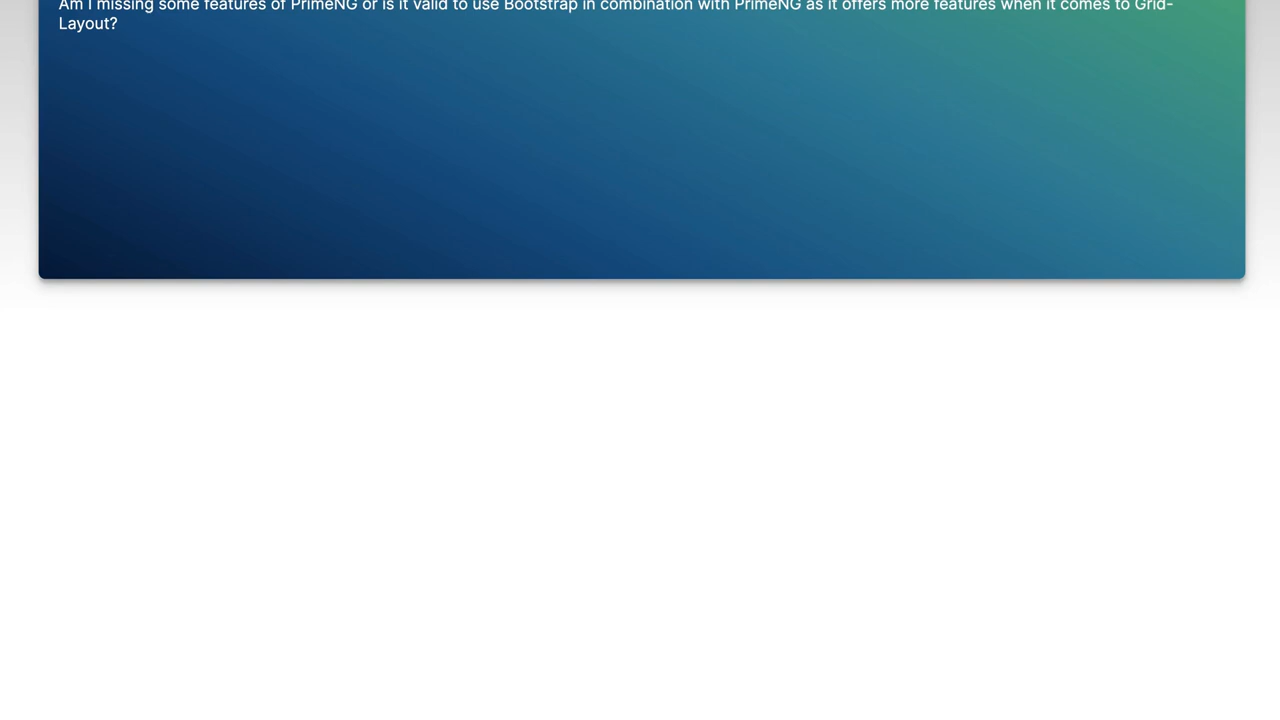 Am I missing some features of PrimeNG or is it valid to use Bootstrap in combination with PrimeNG as it offers more features when it comes to Grid-
Layout?